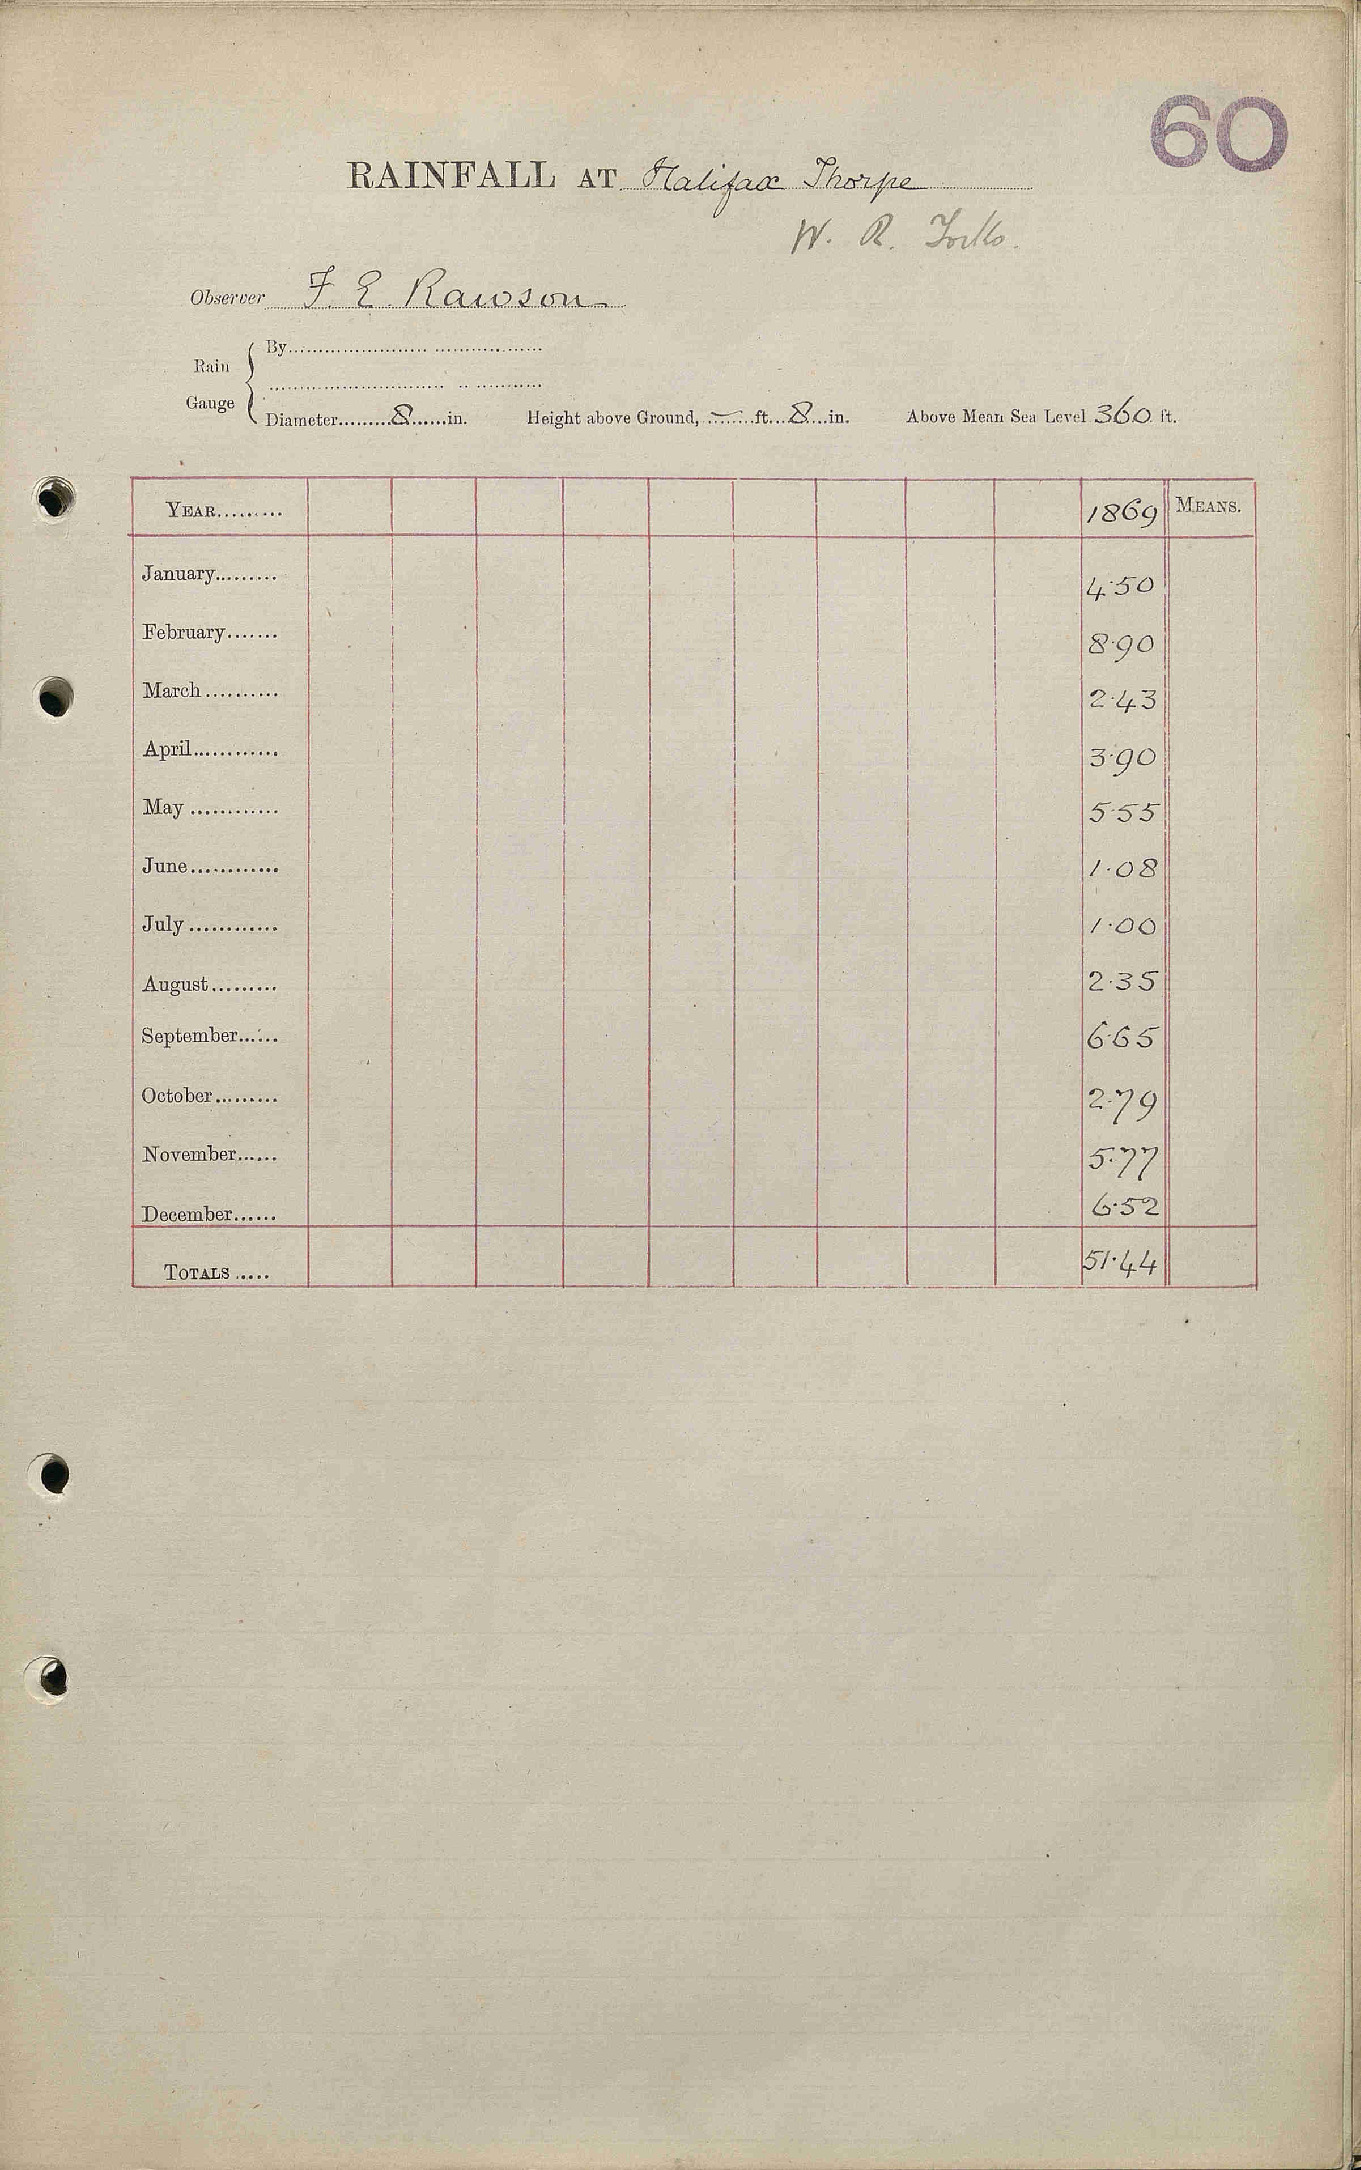 60
RAINFALL AT Halifax Thorpe
W. R. Yorks.
Observer F. E. Rawson
Rain Gauge
By
Diameter 8 in. Height above Ground, — ft. 8 in. Above Mean Sea Level 360 ft.
YEAR 1869 MEANS.
January 4.50
February 8.90
March 2.43
April 3.90
May 5.55
June 1.08
July 1.00
August 2.35
September 6.65
October 2.79
November 5.77
December 6.52
TOTALS 51.44